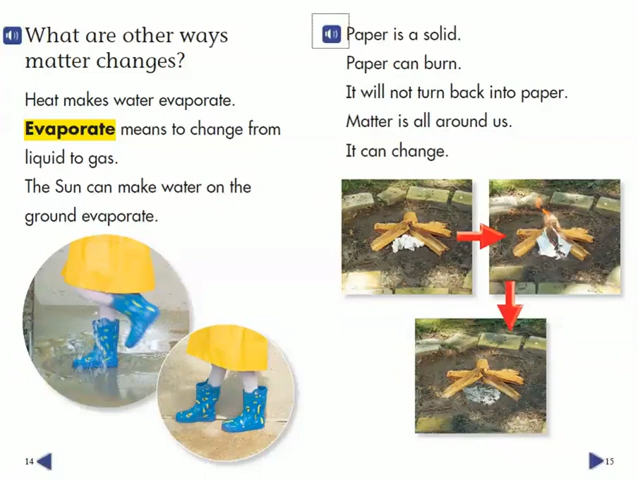 What are other ways
matter changes?
Heat makes water evaporate.
Evaporate means to change from
liquid to gas.
The Sun can make water on the
ground evaporate.
14
Paper is a solid.
Paper can burn.
It will not turn back into paper.
Matter is all around us.
It can change.
15